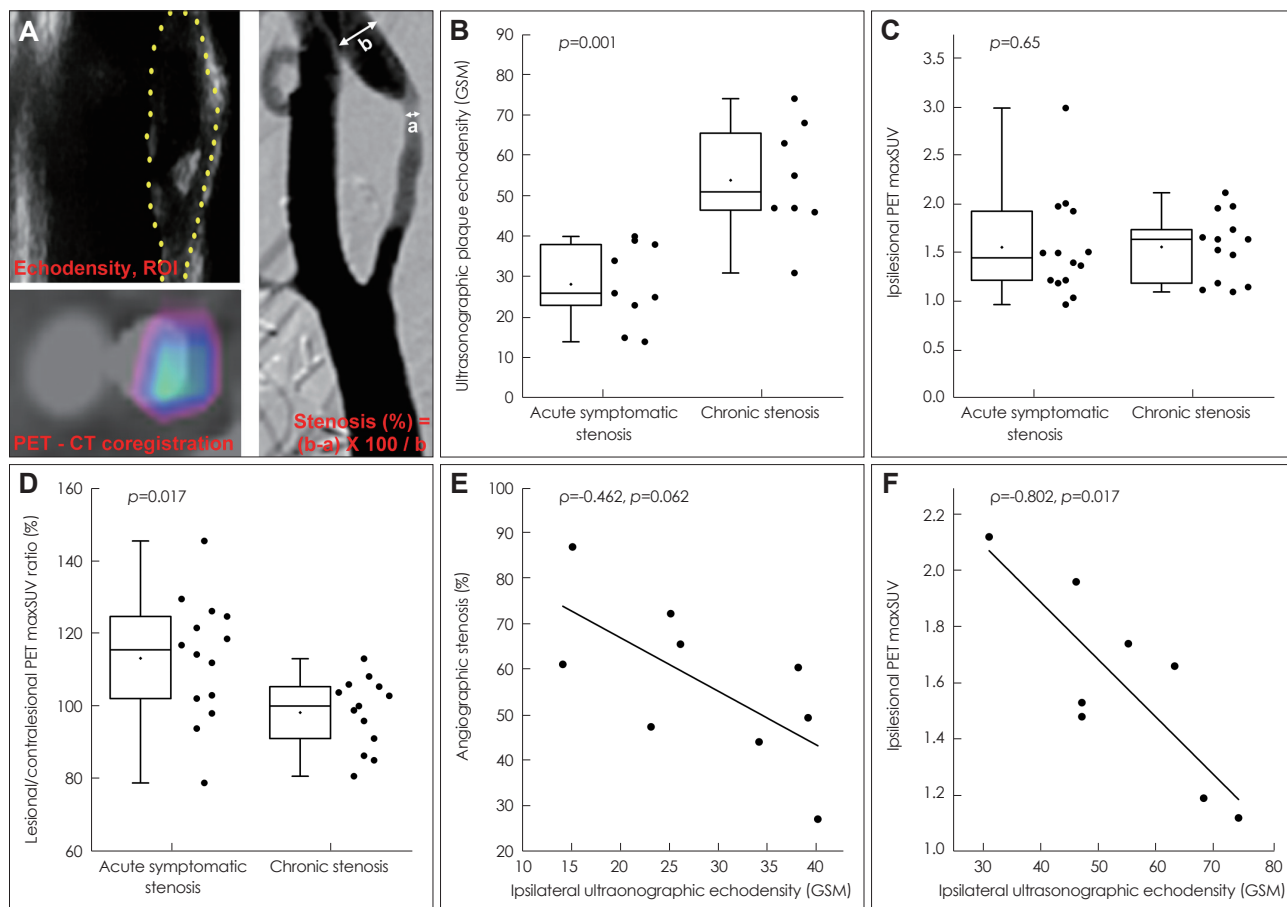 A
b
a
Echodensity, ROI
PET - CT coregistration
Stenosis (%) =
(b-a) X 100 / b
B
p=0.001
Ultrasonographic plaque echodensity (GSM)
90
80
70
60
50
40
30
20
10
0
Acute symptomatic
stenosis
Chronic stenosis
C
p=0.65
Ipsilesional PET maxSUV
3.5
3.0
2.5
2.0
1.5
1.0
0.5
0.0
Acute symptomatic
stenosis
Chronic stenosis
D
p=0.017
Lesional/contralesional PET maxSUV ratio (%)
160
140
120
100
80
60
Acute symptomatic
stenosis
Chronic stenosis
E
ρ=-0.462, p=0.062
Angiographic stenosis (%)
100
90
80
70
60
50
40
30
20
10 15 20 25 30 35 40
Ipsilateral ultraonographic echodensity (GSM)
F
ρ=-0.802, p=0.017
Ipsilesional PET maxSUV
2.2
2.0
1.8
1.6
1.4
1.2
1.0
30 40 50 60 70 80
Ipsilateral ultrasonographic echodensity (GSM)